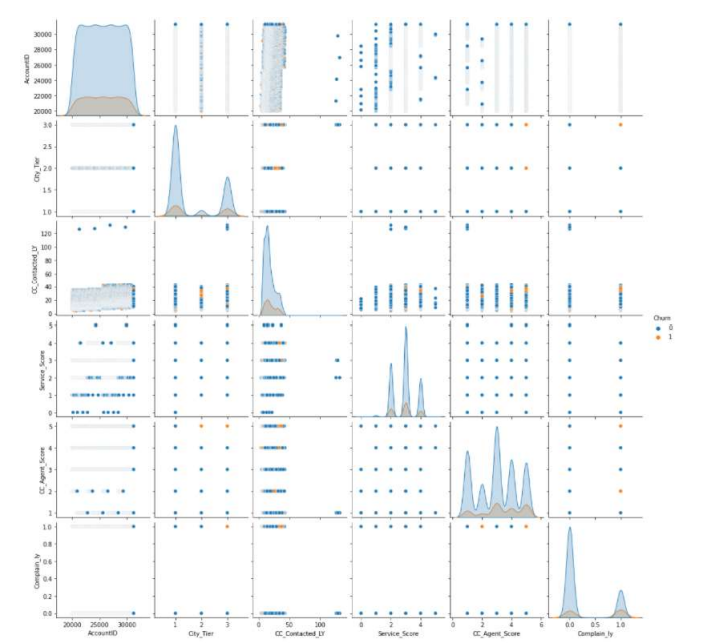 30000
28000
26000
24000
22000
20000
AccountID
3.0
2.5
2.0
1.5
1.0
City_Tier
120
100
80
60
40
20
0
CC_Contacted_LY
5
4
3
2
1
0
Service_Score
5
4
3
2
1
CC_Agent_Score
1.0
0.8
0.6
0.4
0.2
0.0
Complain_ly
20000 25000 30000
AccountID
1 2 3
City_Tier
0 50 100
CC_Contacted_LY
0 2 4
Service_Score
0 2 4 6
CC_Agent_Score
0.0 0.5 1.0
Complain_ly
Churn
0
1